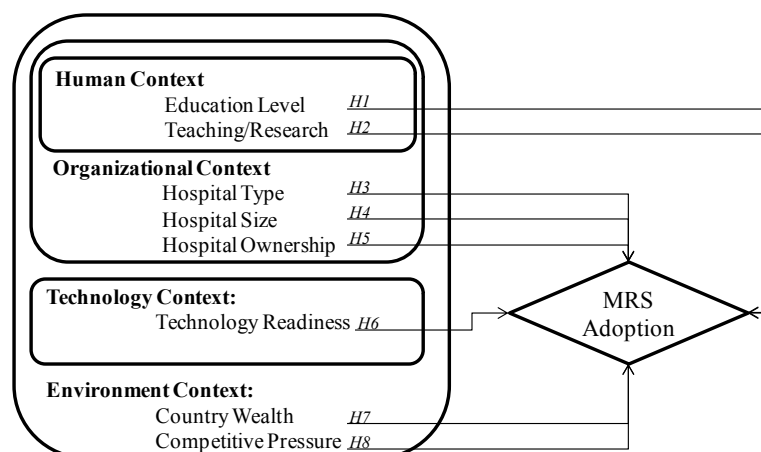 Human Context
Education Level H1
Teaching/Research H2
Organizational Context
Hospital Type H3
Hospital Size H4
Hospital Ownership H5
Technology Context:
Technology Readiness H6
MRS
Adoption
Environment Context:
Country Wealth H7
Competitive Pressure H8